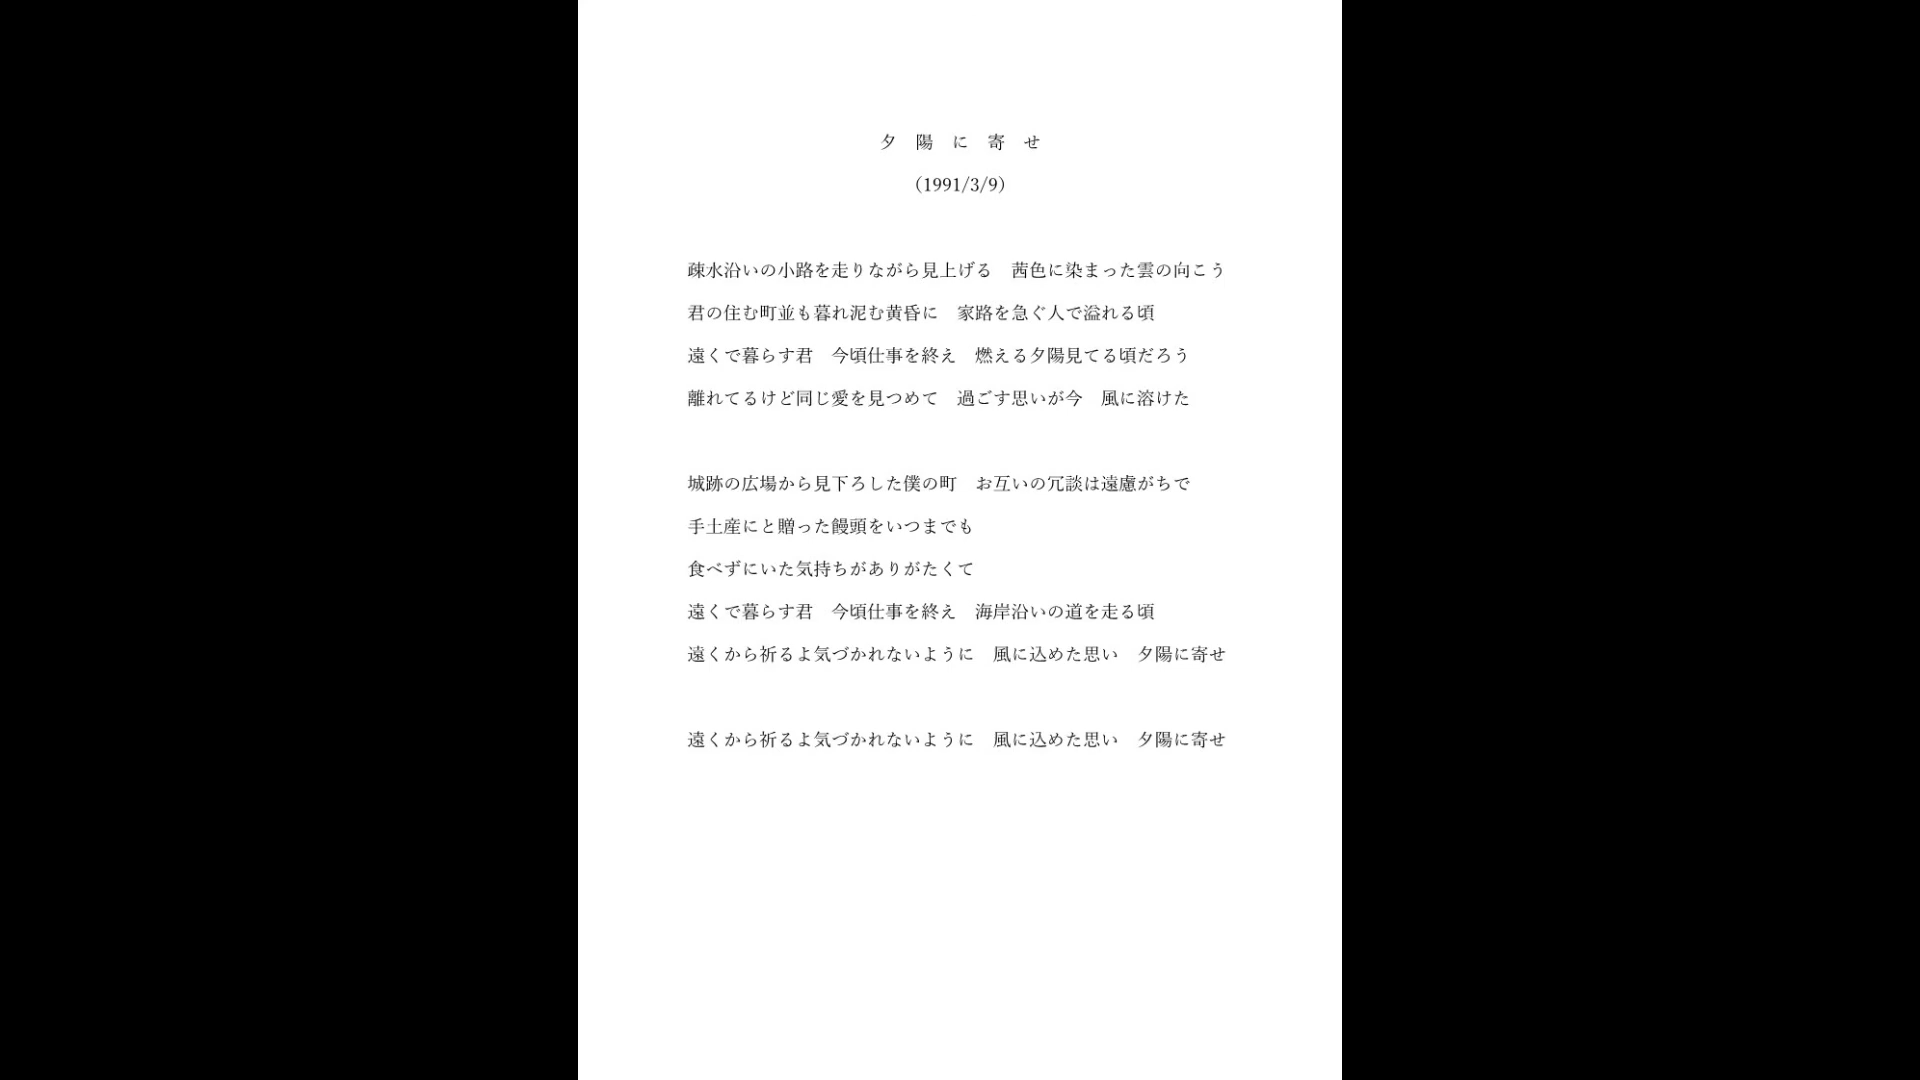 夕　陽　に　寄　せ
（1991/3/9）
疎水沿いの小路を走りながら見上げる　茜色に染まった雲の向こう
君の住む町並も暮れ泥む黄昏に　家路を急ぐ人で溢れる頃
遠くで暮らす君　今頃仕事を終え　燃える夕陽見てる頃だろう
離れてるけど同じ愛を見つめて　過ごす思いが今　風に溶けた
城跡の広場から見下ろした僕の町　お互いの冗談は遠慮がちで
手土産にと贈った饅頭をいつまでも
食べずにいた気持ちがありがたくて
遠くで暮らす君　今頃仕事を終え　海岸沿いの道を走る頃
遠くから祈るよ気づかれないように　風に込めた思い　夕陽に寄せ
遠くから祈るよ気づかれないように　風に込めた思い　夕陽に寄せ